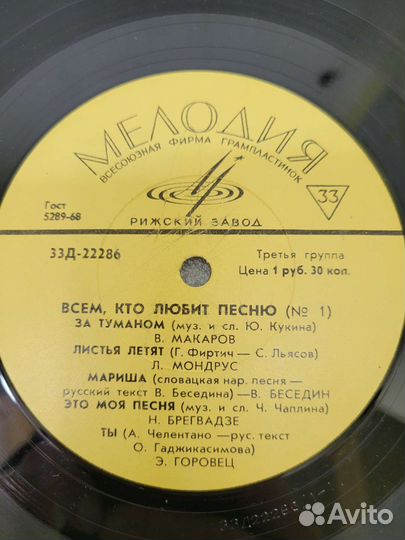 МЕЛОДИЯ
ВСЕСОЮЗНАЯ ФИРМА ГРАМПЛАСТИНОК
Гост
5289-68
33
РИЖСКИЙ ЗАВОД
33Д-22286
Третья группа
Цена 1 руб. 30 коп.
ВСЕМ, КТО ЛЮБИТ ПЕСНЮ (№ 1)
ЗА ТУМАНОМ (муз. и сл. Ю. Кукина)
В. МАКАРОВ
ЛИСТЬЯ ЛЕТЯТ (Г. Фиртич — С. Льясов)
Л. МОНДРУС
МАРИША (словацкая нар. песня —
русский текст В. Беседина)—В. БЕСЕДИН
ЭТО МОЯ ПЕСНЯ (муз. и сл. Ч. Чаплина)
Н. БРЕГВАДЗЕ
ТЫ (А. Челентано —рус. текст
О. Гаджикасимова)
Э. ГОРОВЕЦ
33Д22286
Avito